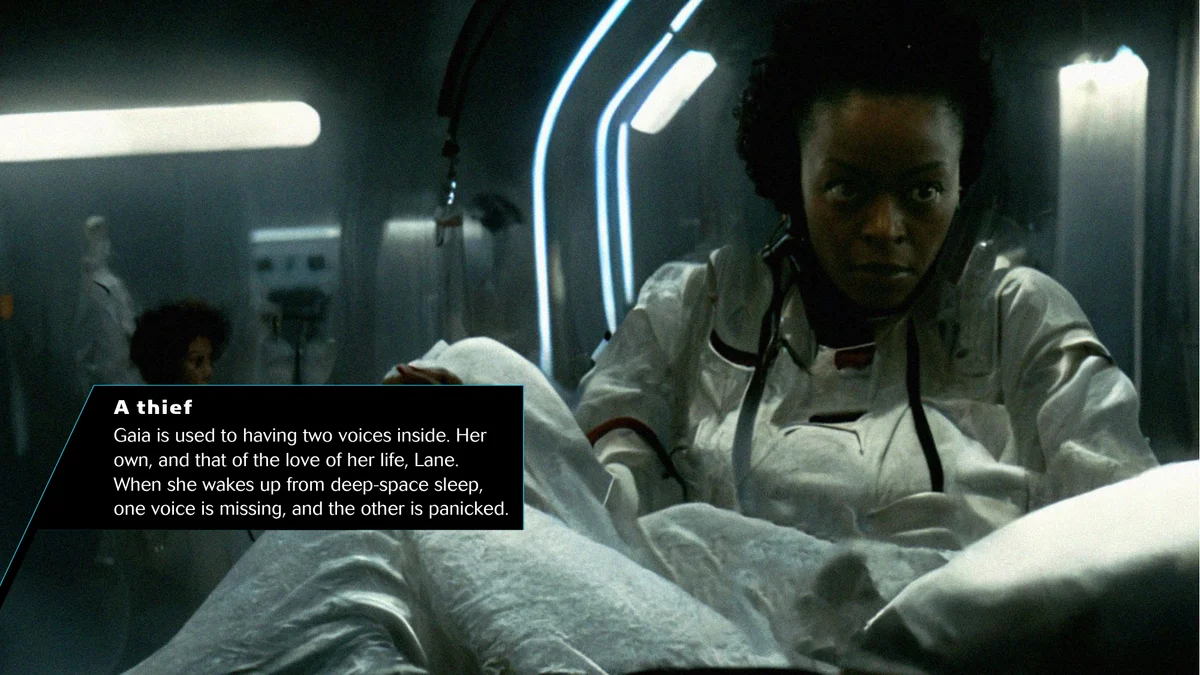 A thief
Gaia is used to having two voices inside. Her
own, and that of the love of her life, Lane.
When she wakes up from deep-space sleep,
one voice is missing, and the other is panicked.